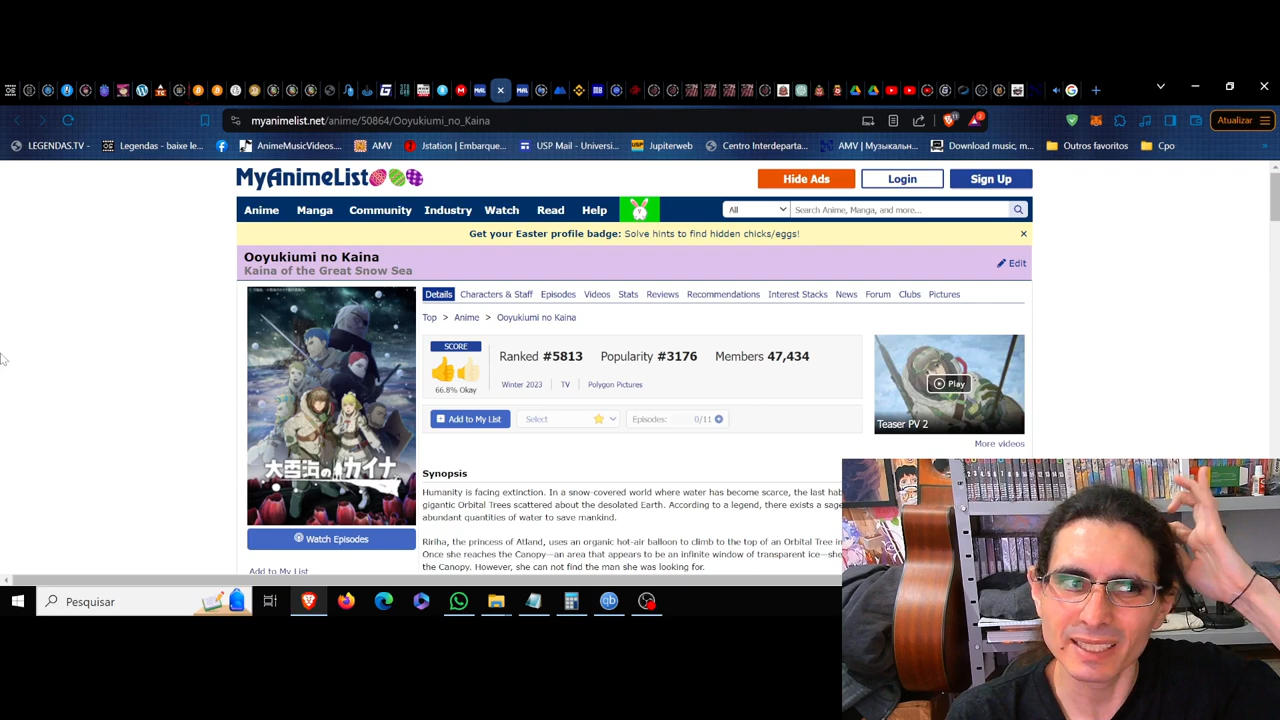 myanimelist.net/anime/50864/Ooyukiumi_no_Kaina
Atualizar
LEGENDAS.TV -
Legendas - baixe le...
AnimeMusicVideos....
AMV
Jstation | Embarque...
USP Mail - Universi...
Jupiterweb
Centro Interdeparta...
AMV | Музыкальн...
Download music, m...
Outros favoritos
Cpo
MyAnimeList
Hide Ads
Login
Sign Up
Anime Manga Community Industry Watch Read Help
All
Search Anime, Manga, and more...
Get your Easter profile badge: Solve hints to find hidden chicks/eggs!
Ooyukiumi no Kaina
Kaina of the Great Snow Sea
Edit
Details Characters & Staff Episodes Videos Stats Reviews Recommendations Interest Stacks News Forum Clubs Pictures
Top > Anime > Ooyukiumi no Kaina
SCORE
66.8% Okay
Ranked #5813 Popularity #3176 Members 47,434
Winter 2023 TV Polygon Pictures
Add to My List
Select
Episodes: 0/11
Play
Teaser PV 2
More videos
大雪海のカイナ
Watch Episodes
Add to My List
Synopsis
Humanity is facing extinction. In a snow-covered world where water has become scarce, the last hab
gigantic Orbital Trees scattered about the desolated Earth. According to a legend, there exists a sage
abundant quantities of water to save mankind.
Ririha, the princess of Atland, uses an organic hot-air balloon to climb to the top of an Orbital Tree in
Once she reaches the Canopy—an area that appears to be an infinite window of transparent ice—she
the Canopy. However, she can not find the man she was looking for.
Pesquisar